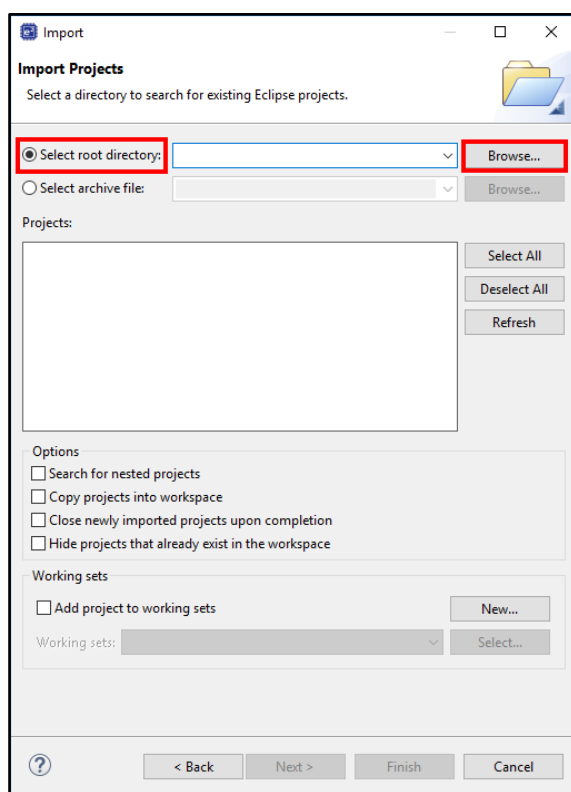 Import
Import Projects
Select a directory to search for existing Eclipse projects.
Select root directory: Browse...
Select archive file: Browse...
Projects:
Select All
Deselect All
Refresh
Options
Search for nested projects
Copy projects into workspace
Close newly imported projects upon completion
Hide projects that already exist in the workspace
Working sets
Add project to working sets New...
Working sets: Select...
? < Back Next > Finish Cancel